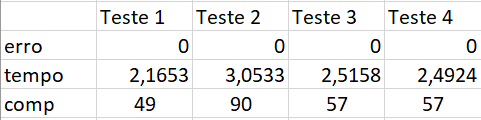 Teste 1 Teste 2 Teste 3 Teste 4
erro 0 0 0 0
tempo 2,1653 3,0533 2,5158 2,4924
comp 49 90 57 57